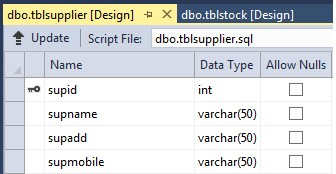 dbo.tblsupplier [Design] dbo.tblstock [Design]
Update Script File: dbo.tblsupplier.sql
Name Data Type Allow Nulls
supid int
supname varchar(50)
supadd varchar(50)
supmobile varchar(50)